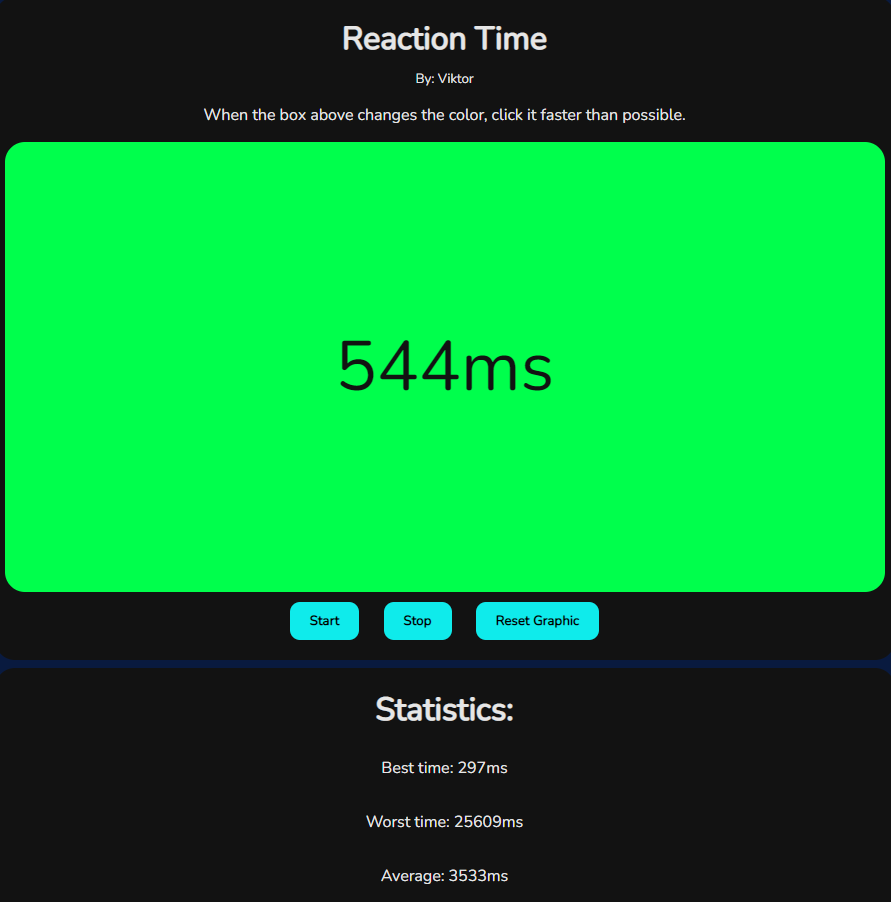 Reaction Time
By: Viktor
When the box above changes the color, click it faster than possible.
544ms
Start Stop Reset Graphic
Statistics:
Best time: 297ms
Worst time: 25609ms
Average: 3533ms